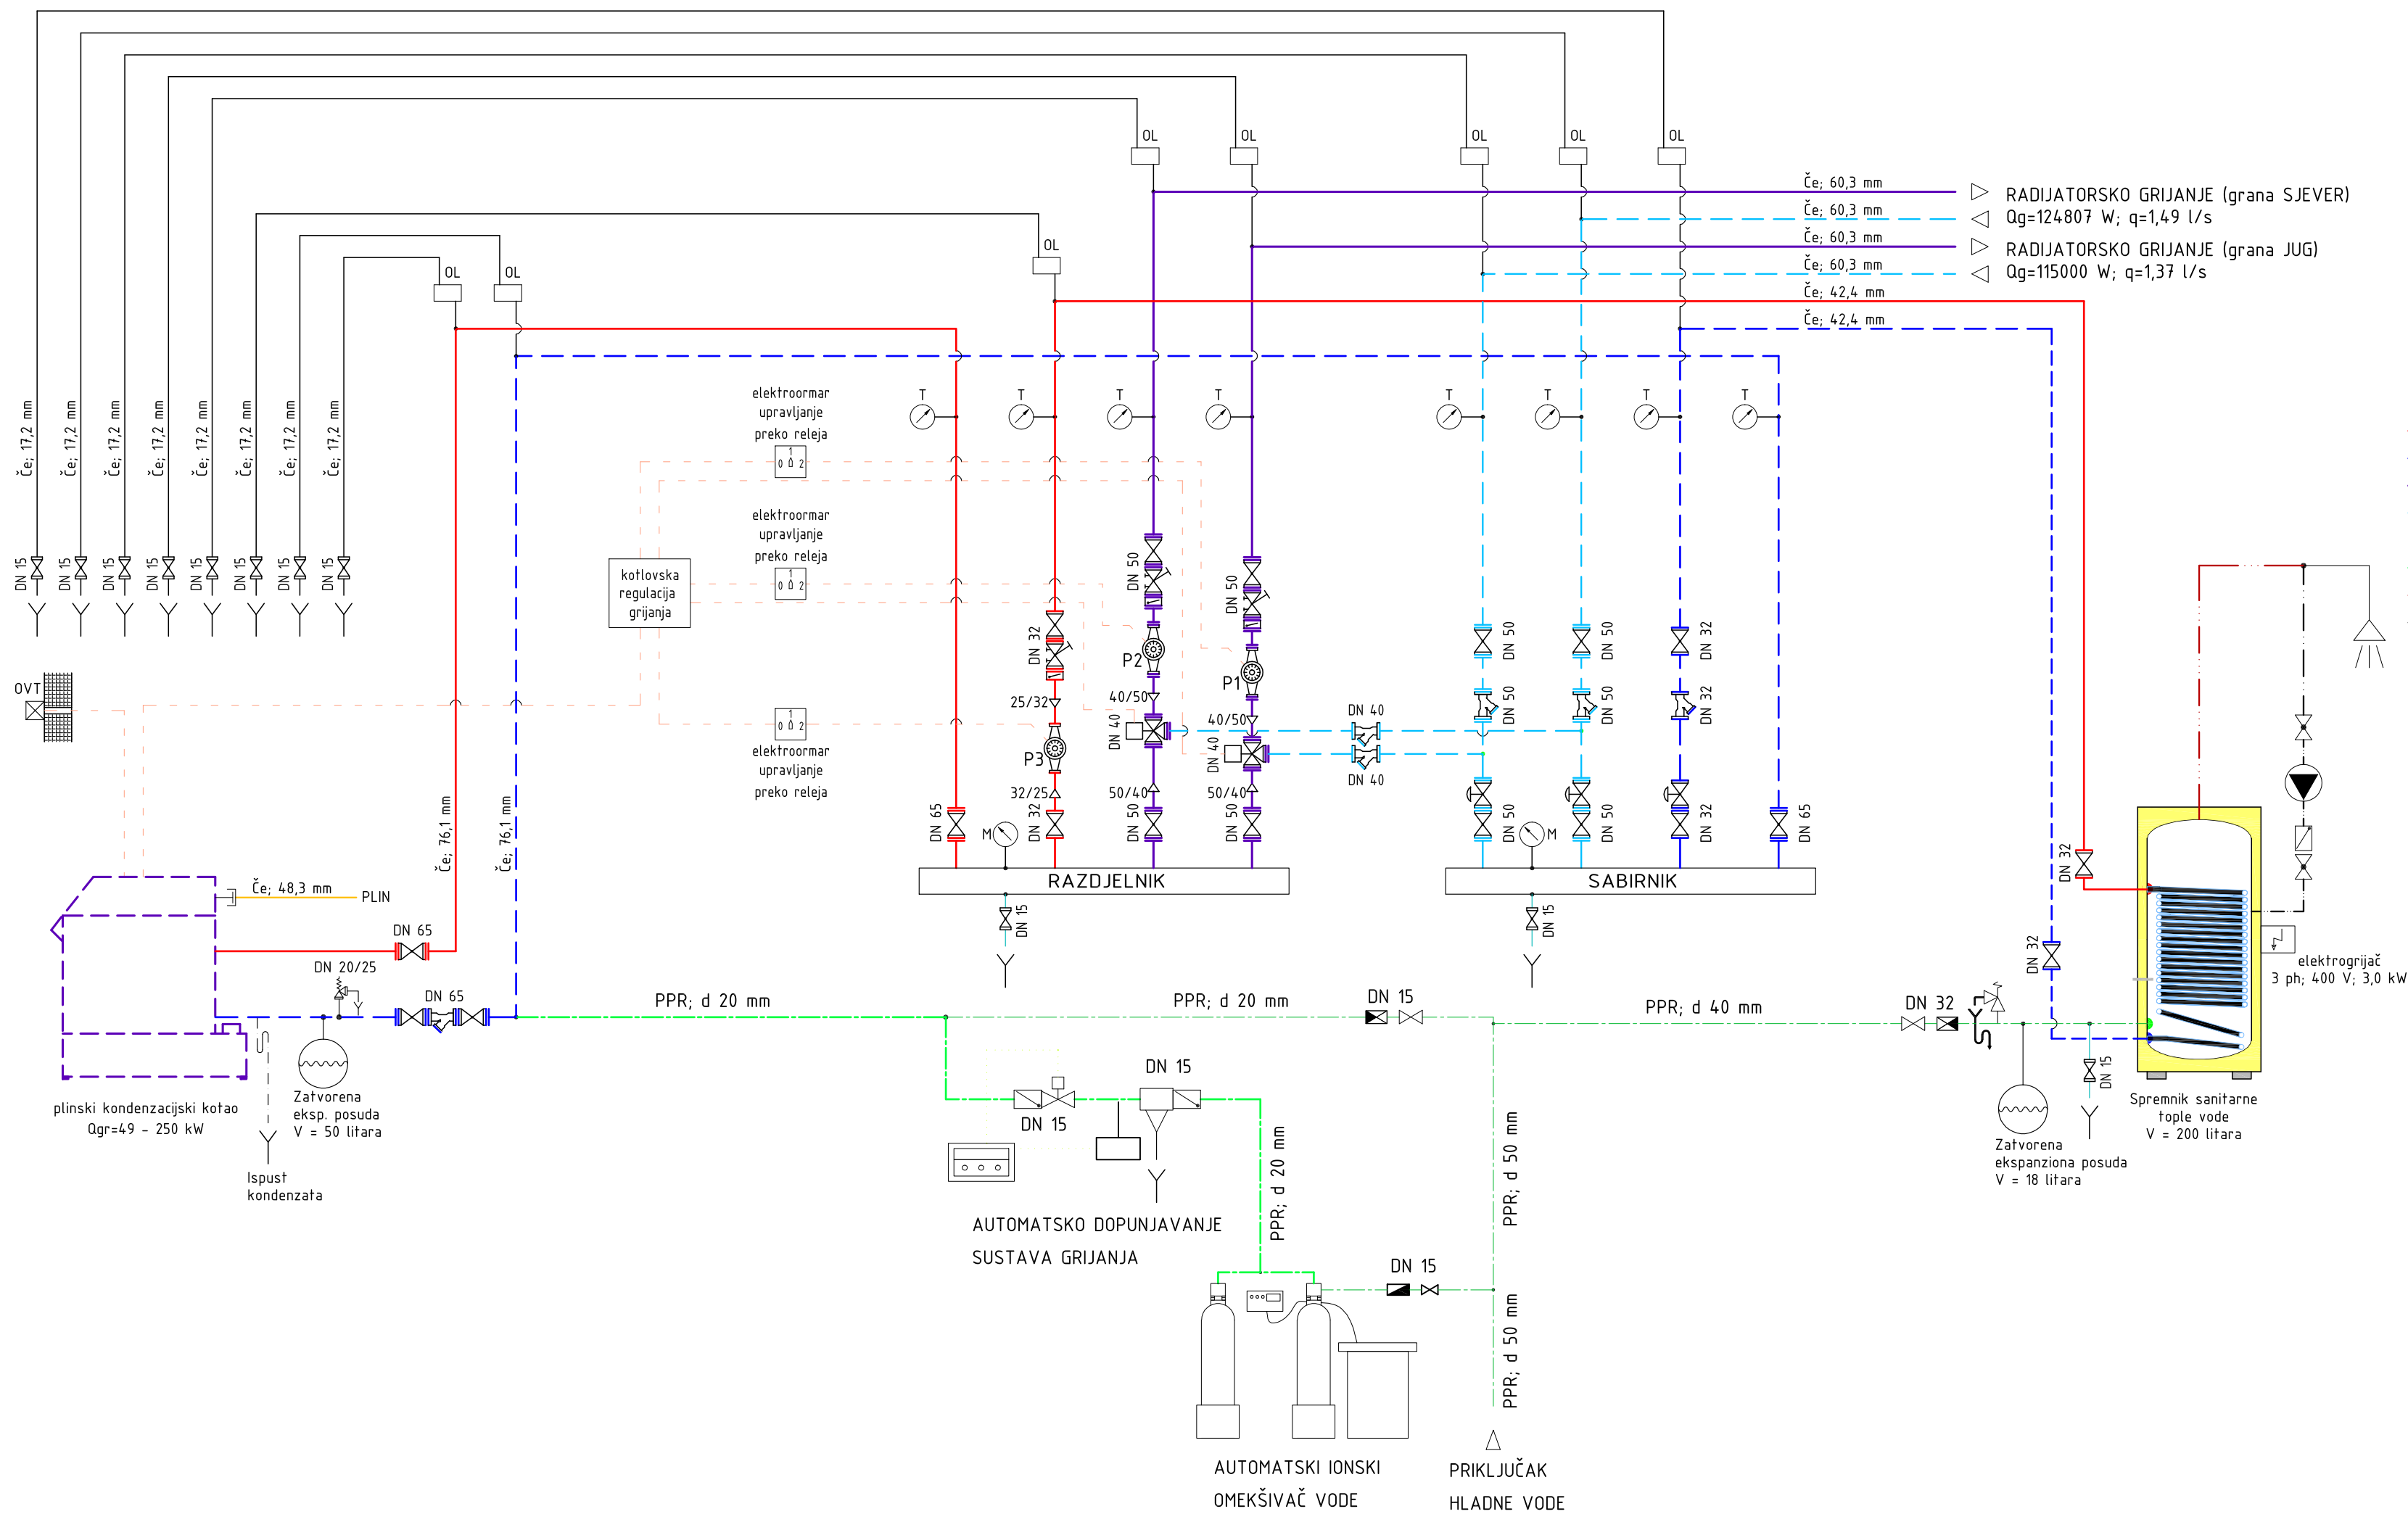 OL
OL
OL
OL
OL
Če; 60,3 mm
RADIJATORSKO GRIJANJE (grana SJEVER)
Če; 60,3 mm
Qg=124807 W; q=1,49 l/s
Če; 60,3 mm
RADIJATORSKO GRIJANJE (grana JUG)
Če; 60,3 mm
Qg=115000 W; q=1,37 l/s
OL
OL
OL
Če; 42,4 mm
Če; 42,4 mm
Če; 17,2 mm
Če; 17,2 mm
Če; 17,2 mm
Če; 17,2 mm
Če; 17,2 mm
Če; 17,2 mm
Če; 17,2 mm
Če; 17,2 mm
elektroormar
upravljanje
preko releja
1
0 2
T
T
T
T
T
T
T
T
elektroormar
upravljanje
preko releja
1
0 2
DN 15
DN 15
DN 15
DN 15
DN 15
DN 15
DN 15
DN 15
kotlovska
regulacija
grijanja
DN 50
DN 50
DN 32
P2
P1
DN 50
DN 50
DN 32
OVT
25/32
40/50
40/50
DN 50
DN 50
DN 32
1
0 2
elektroormar
upravljanje
preko releja
P3
DN 40
DN 40
DN 40
DN 40
32/25
50/40
50/40
Če; 76,1 mm
Če; 76,1 mm
DN 65
M
DN 32
DN 50
DN 50
DN 50
M
DN 50
DN 32
DN 65
DN 32
RAZDJELNIK
SABIRNIK
Če; 48,3 mm
PLIN
DN 65
DN 15
DN 15
DN 32
elektrogrijač
3 ph; 400 V; 3,0 kW
DN 20/25
DN 65
PPR; d 20 mm
PPR; d 20 mm
DN 15
PPR; d 40 mm
DN 32
DN 15
plinski kondenzacijski kotao
Qgr=49 - 250 kW
Zatvorena
eksp. posuda
V = 50 litara
Ispust
kondenzata
DN 15
DN 15
PPR; d 20 mm
PPR; d 50 mm
Zatvorena
ekspanziona posuda
V = 18 litara
Spremnik sanitarne
tople vode
V = 200 litara
AUTOMATSKO DOPUNJAVANJE
SUSTAVA GRIJANJA
DN 15
PPR; d 50 mm
AUTOMATSKI IONSKI
OMEKŠIVAČ VODE
PRIKLJUČAK
HLADNE VODE